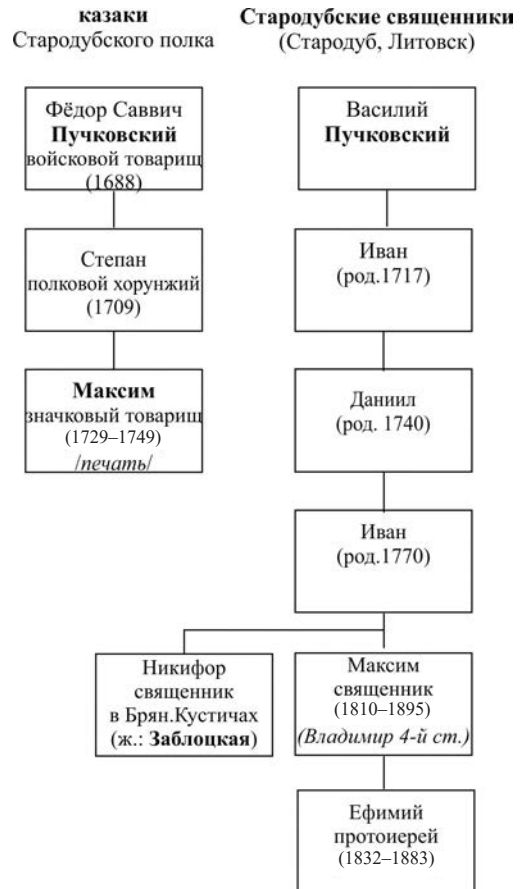 казаки
Стародубского полка
Фёдор Саввич
Пучковский
войсковой товарищ
(1688)
Степан
полковой хорунжий
(1709)
Максим
значковый товарищ
(1729–1749)
/печать/
Стародубские священники
(Стародуб, Литовск)
Василий
Пучковский
Иван
(род.1717)
Даниил
(род. 1740)
Иван
(род.1770)
Никифор
священник
в Брян.Кустичах
(ж.: Заблоцкая)
Максим
священник
(1810–1895)
(Владимир 4-й ст.)
Ефимий
протоиерей
(1832–1883)